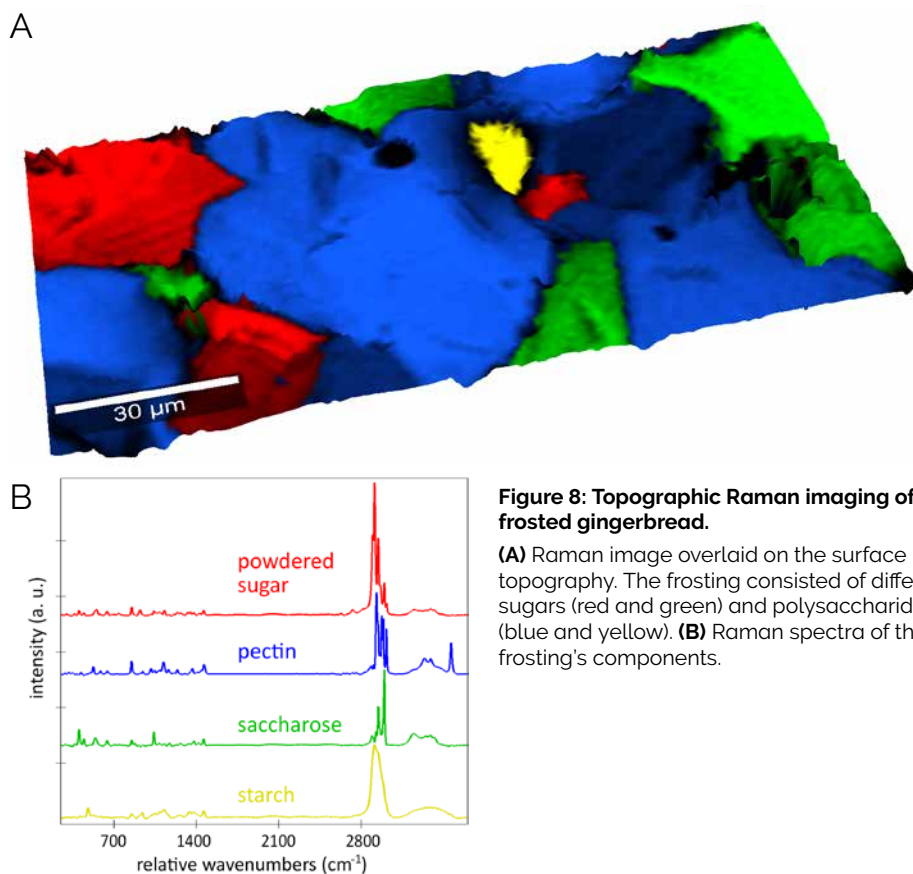 A
30 µm
B
powdered
sugar
pectin
saccharose
starch
intensity (a. u.)
700 1400 2100 2800
relative wavenumbers (cm⁻¹)
Figure 8: Topographic Raman imaging of
frosted gingerbread.
(A) Raman image overlaid on the surface
topography. The frosting consisted of diffe
sugars (red and green) and polysaccharid
(blue and yellow). (B) Raman spectra of th
frosting's components.